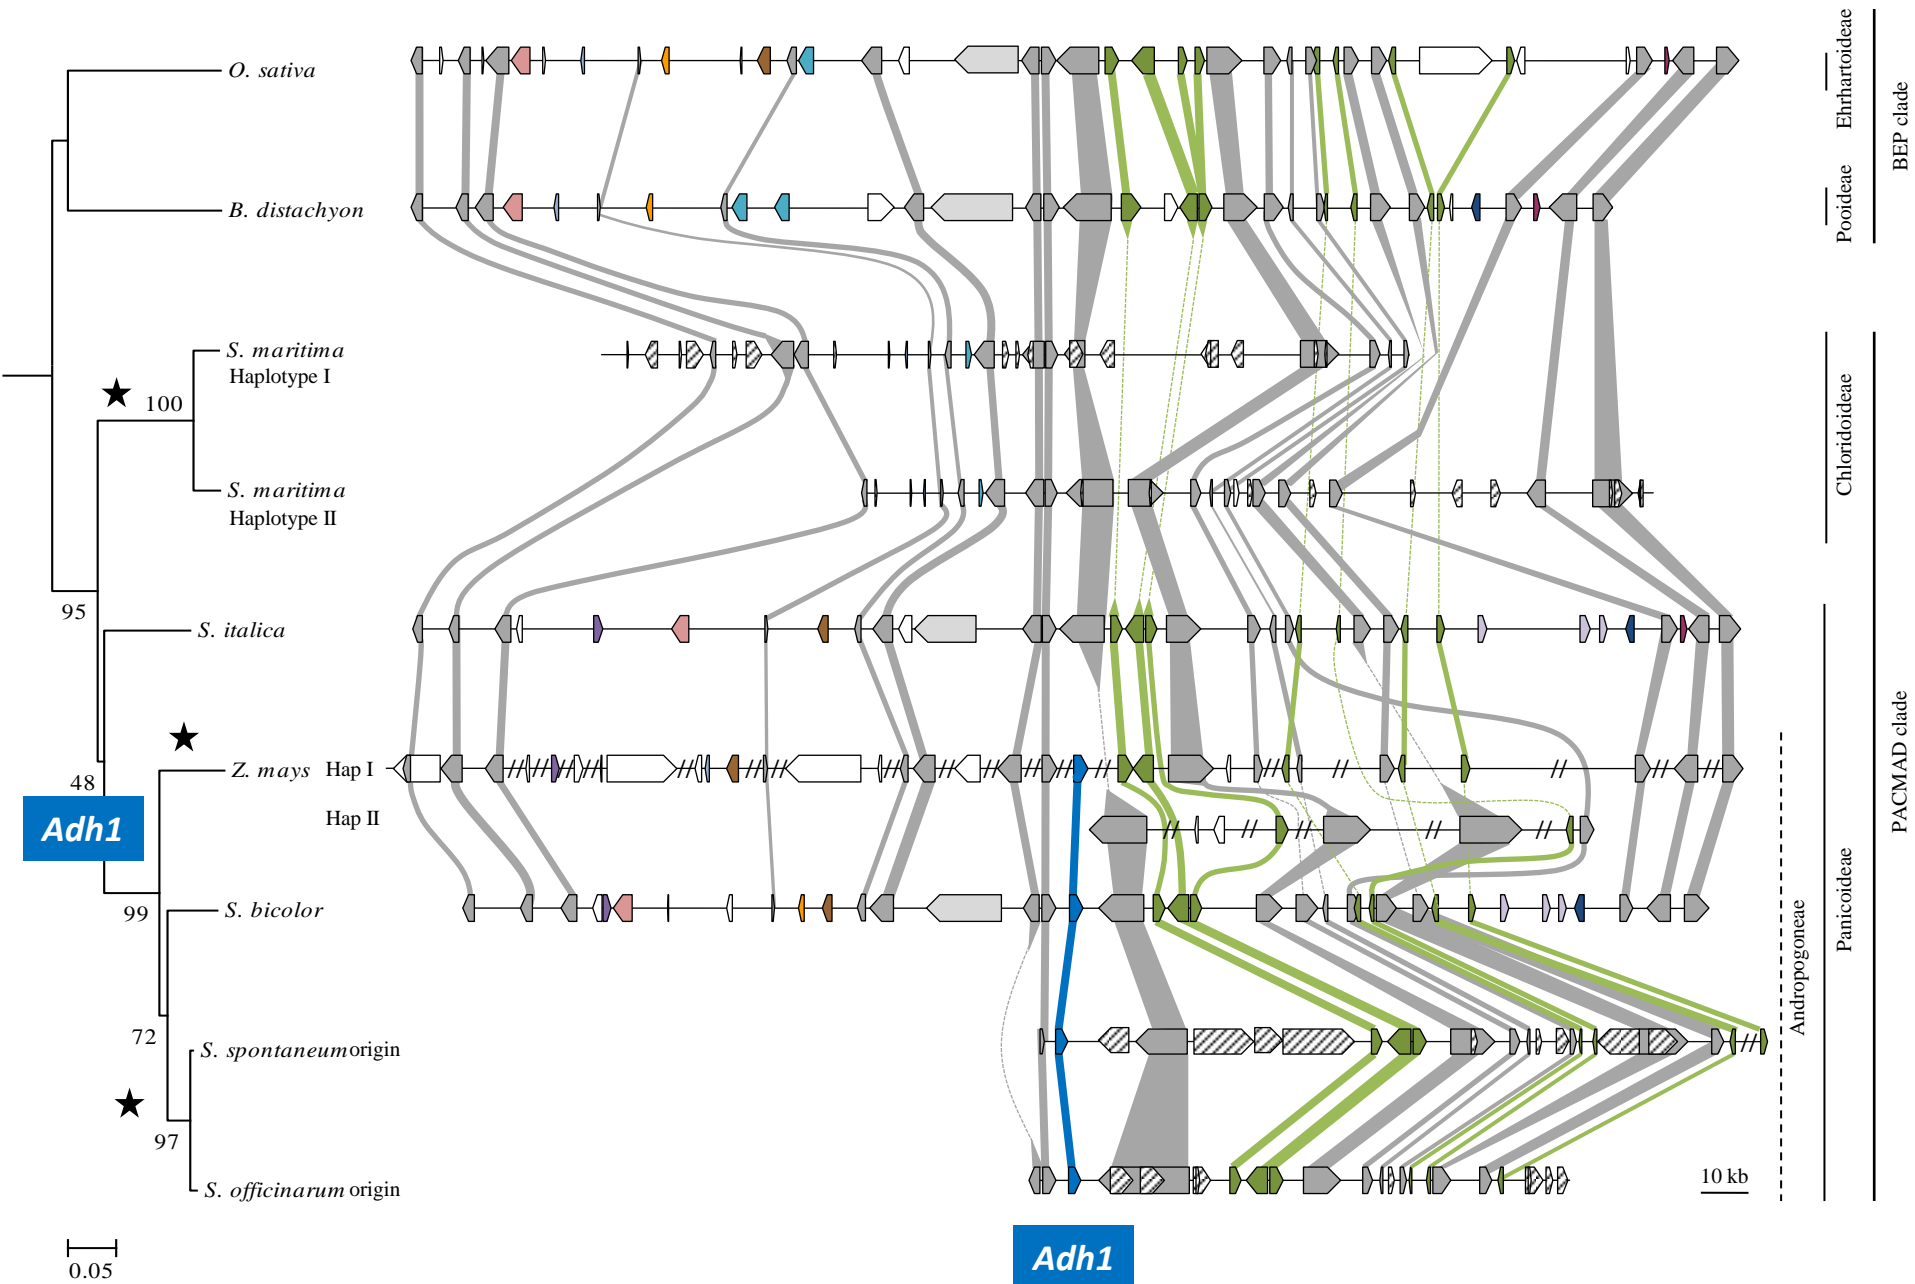 O. sativa
B. distachyon
S. maritima
Haplotype I
100
S. maritima
Haplotype II
95
S. italica
Z. mays Hap I
48
Hap II
Adh1
S. bicolor
99
72
S. spontaneum origin
97
S. officinarum origin
Ehrhartoideae
Pooideae
BEP clade
Chloridoideae
Panicoideae
Andropogoneae
PACMAD clade
10 kb
Adh1
0.05